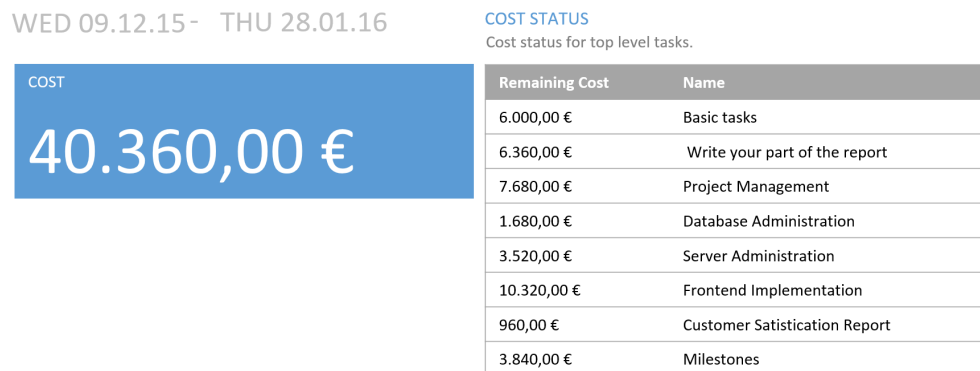 WED 09.12.15 - THU 28.01.16
COST
40.360,00 €
COST STATUS
Cost status for top level tasks.
Remaining Cost Name
6.000,00 € Basic tasks
6.360,00 € Write your part of the report
7.680,00 € Project Management
1.680,00 € Database Administration
3.520,00 € Server Administration
10.320,00 € Frontend Implementation
960,00 € Customer Satistication Report
3.840,00 € Milestones